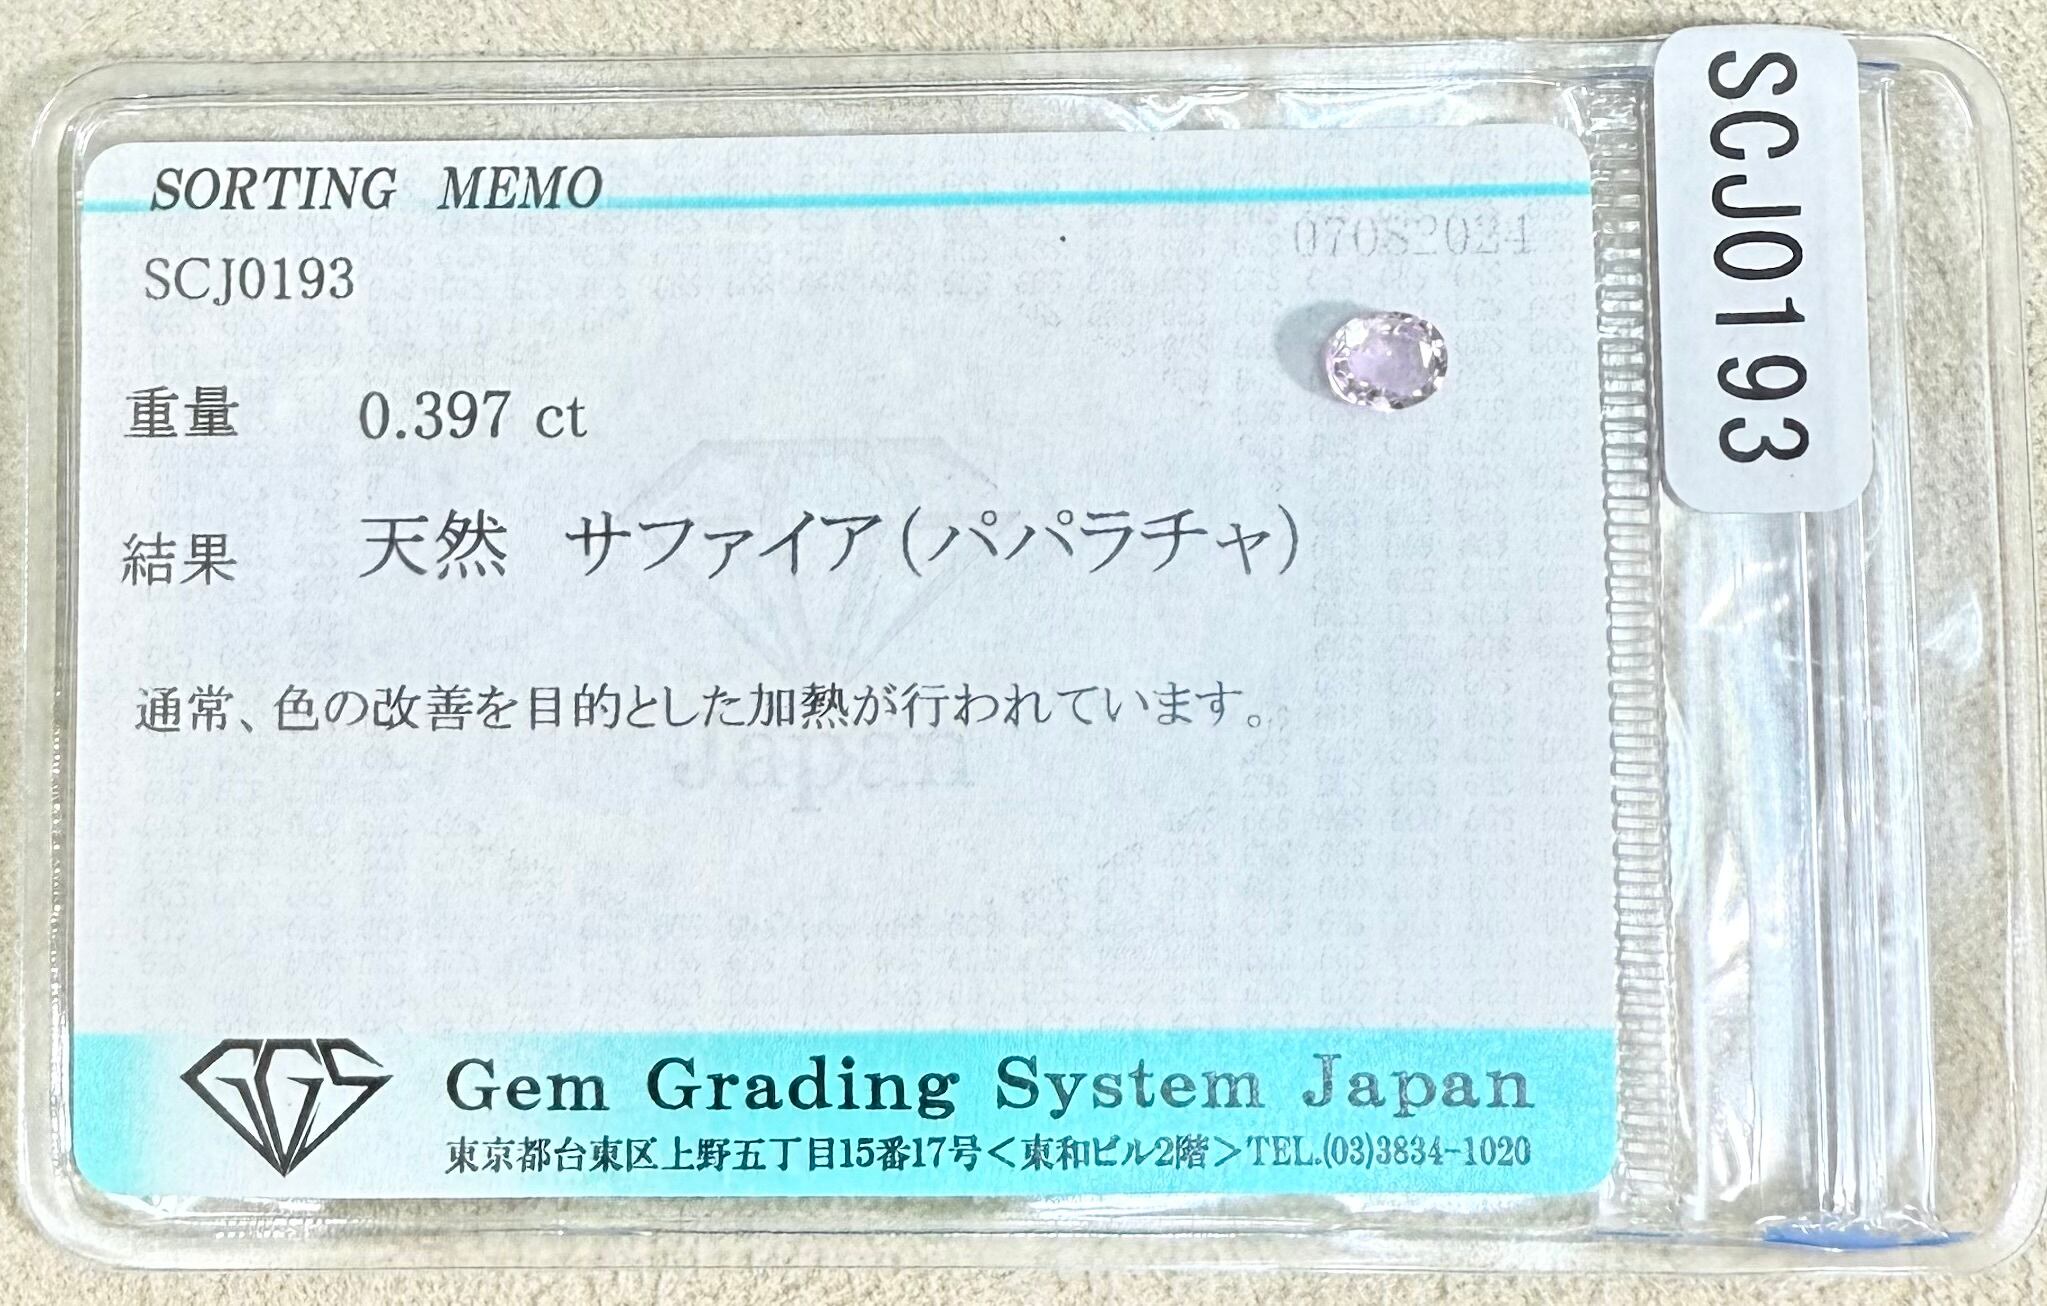 SORTING MEMO
SCJ0193
重量 0.397 ct
結果 天然 サファイア(パパラチャ)
通常、色の改善を目的とした加熱が行われています。
Japan
GGS
Gem Grading System Japan
東京都台東区上野五丁目15番17号<東和ビル2階>TEL.(03)3834-1020
SCJ0193